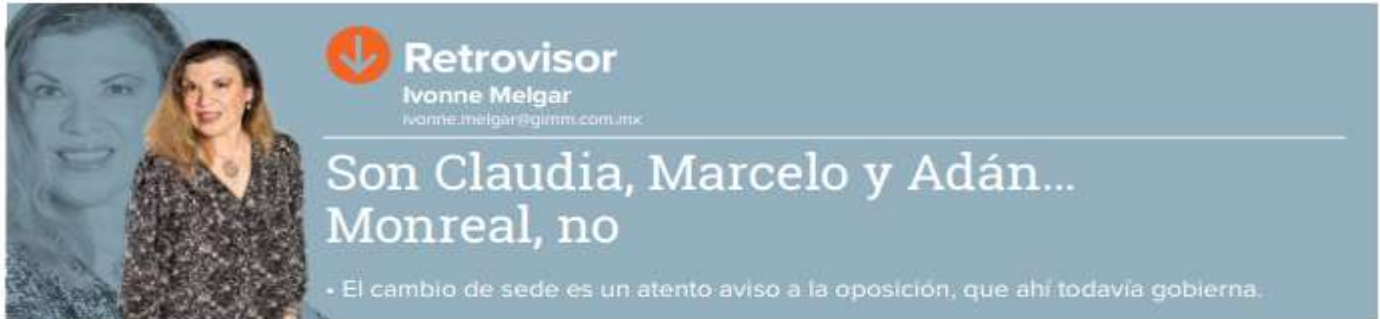 Retrovisor
Ivonne Melgar
ivonne.melgar@gimm.com.mx
Son Claudia, Marcelo y Adán...
Monreal, no
• El cambio de sede es un atento aviso a la oposición, que ahí todavía gobierna.